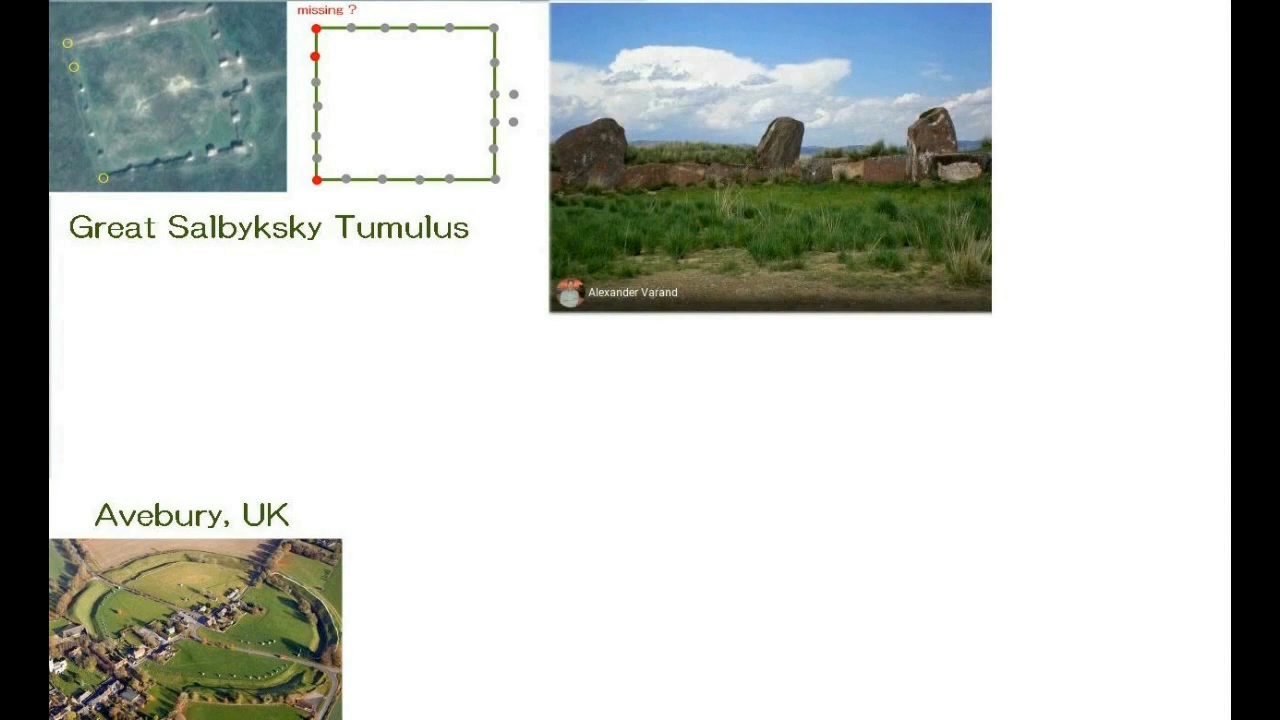 missing ?
Great Salbyksky Tumulus
Alexander Varand
Avebury, UK